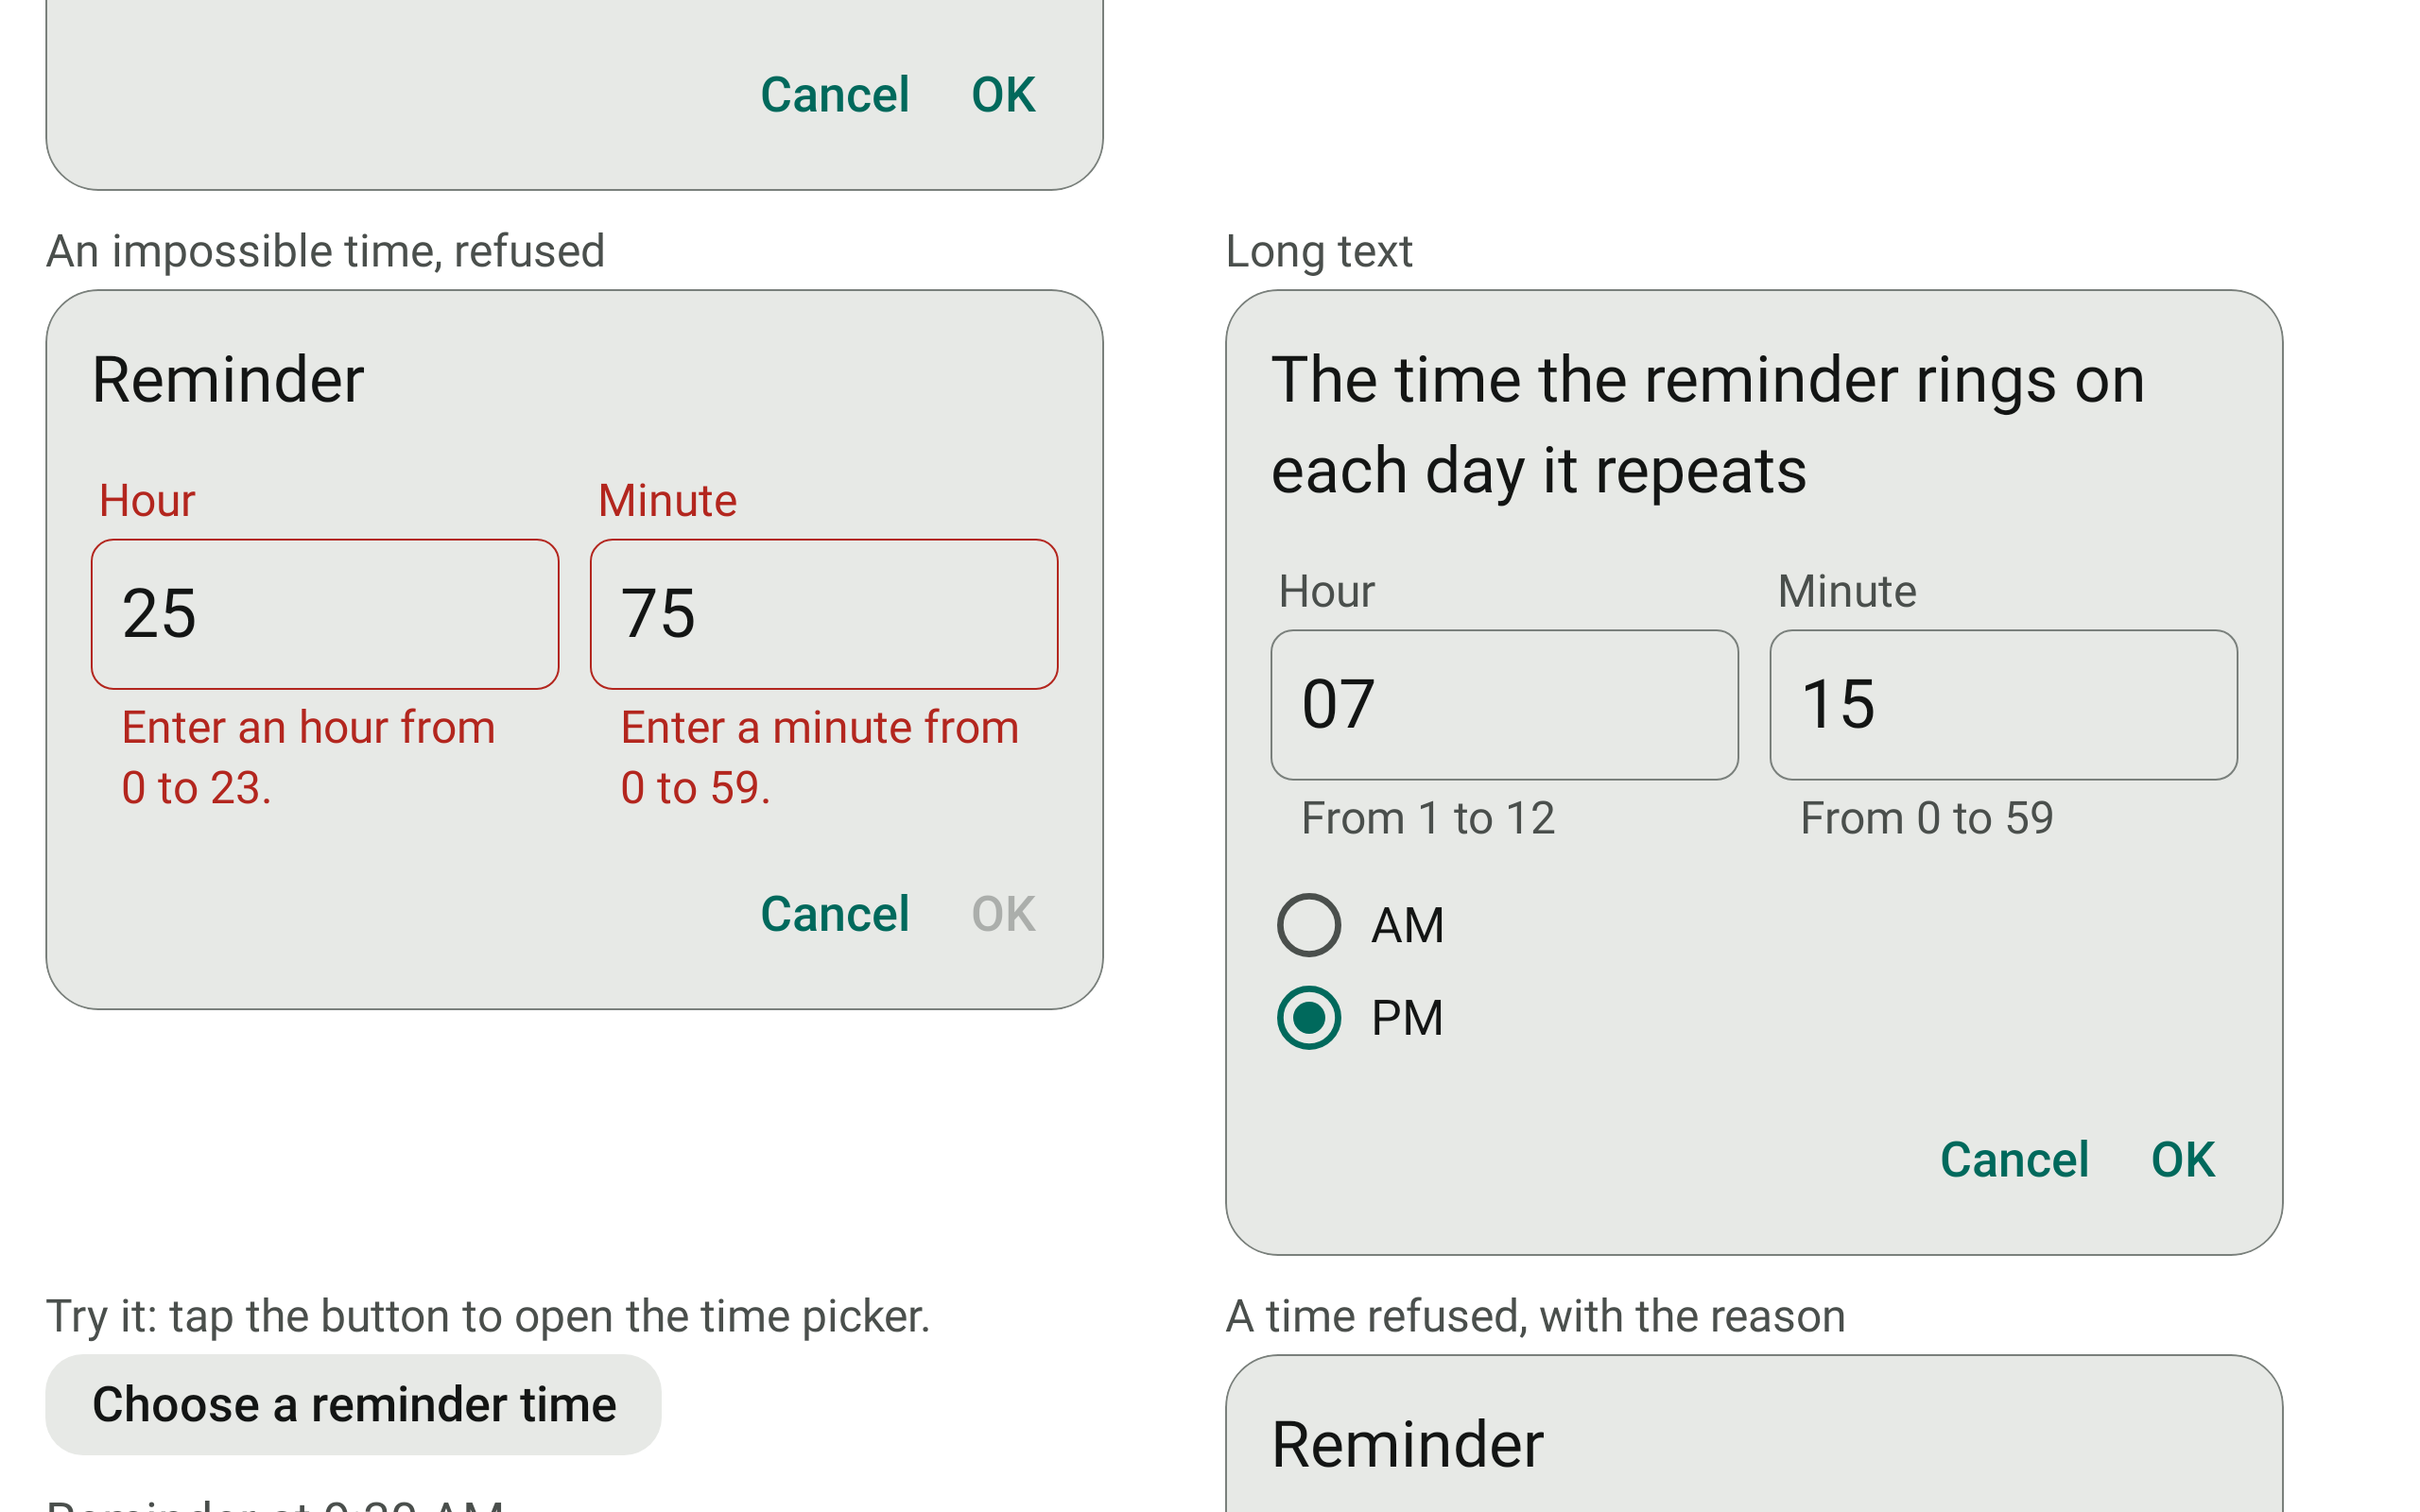 Cancel OK
An impossible time, refused
Reminder
Hour Minute
25 75
Enter an hour from
0 to 23.
Enter a minute from
0 to 59.
Cancel OK
Long text
The time the reminder rings on
each day it repeats
Hour Minute
07 15
From 1 to 12 From 0 to 59
AM
PM
Cancel OK
Try it: tap the button to open the time picker.
Choose a reminder time
A time refused, with the reason
Reminder